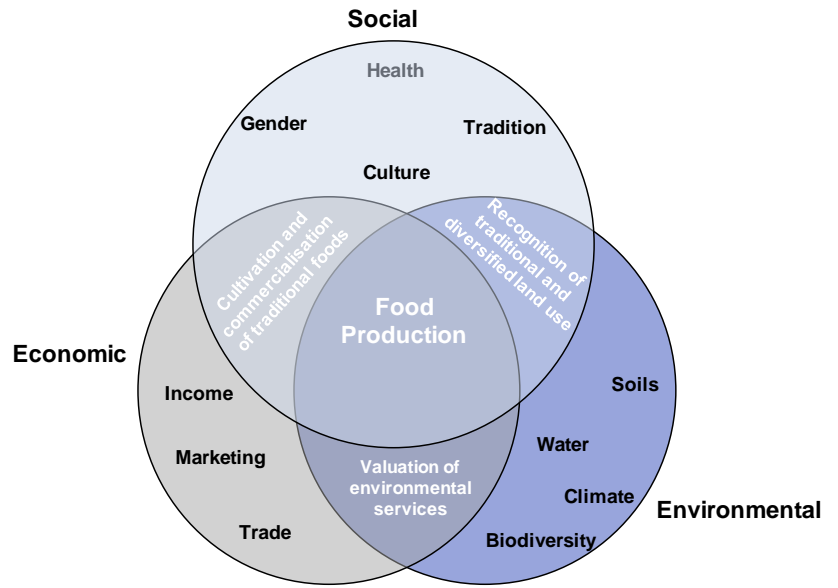 Social
Health
Gender
Tradition
Culture
Cultivation and
commercialisation
of traditional foods
Recognition of
traditional and
diversified land use
Food
Production
Economic
Income
Marketing
Trade
Valuation of
environmental
services
Soils
Water
Climate
Biodiversity
Environmental